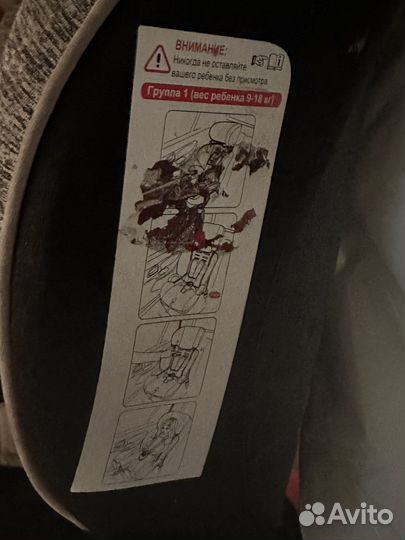 ВНИМАНИЕ:
Никогда не оставляйте
вашего ребенка без присмотра
Группа 1 (вес ребенка 9-18 кг)
Avito